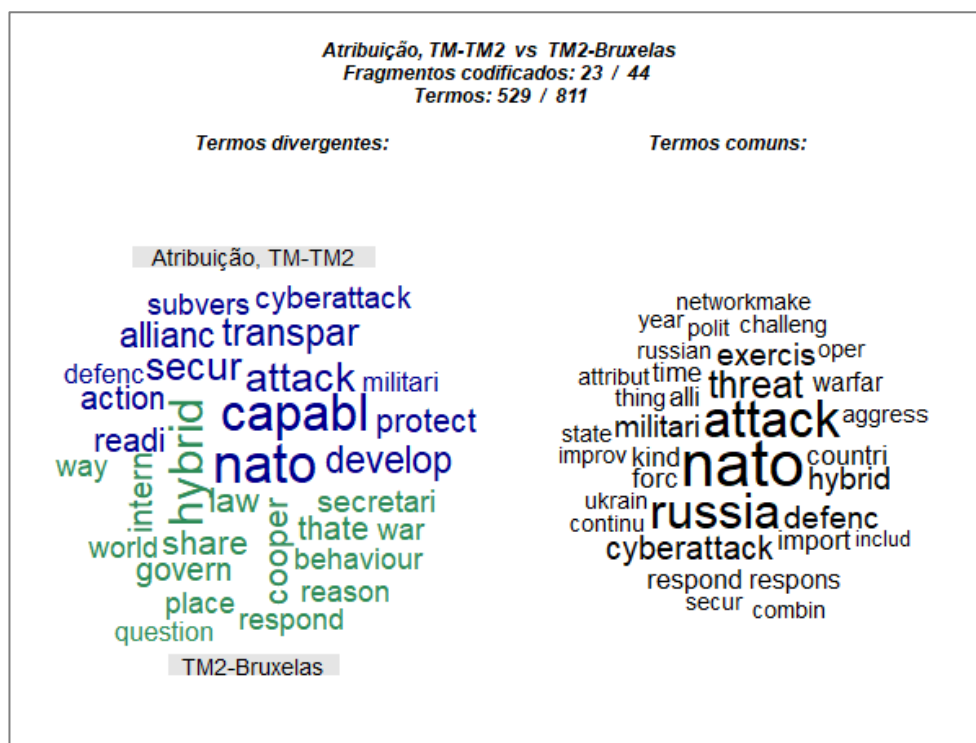 Atribuição, TM-TM2 vs TM2-Bruxelas
Fragmentos codificados: 23 / 44
Termos: 529 / 811
Termos divergentes:
Termos comuns:
Atribuição, TM-TM2
subvers cyberattack
allianc transpar
defenc secur attack militari
action capabl protect
readi nato develop
way hybrid law secretari
intern cooper thate war
world share behaviour
govern reason
place respond
question
TM2-Bruxelas
networkmake
year polit challeng
russian exercis oper
attribut time threat warfar
thing alli attack aggress
state militari
improv kind nato countri
forc hybrid
ukrain russia defenc
continu
cyberattack import includ
respond respons
secur combin